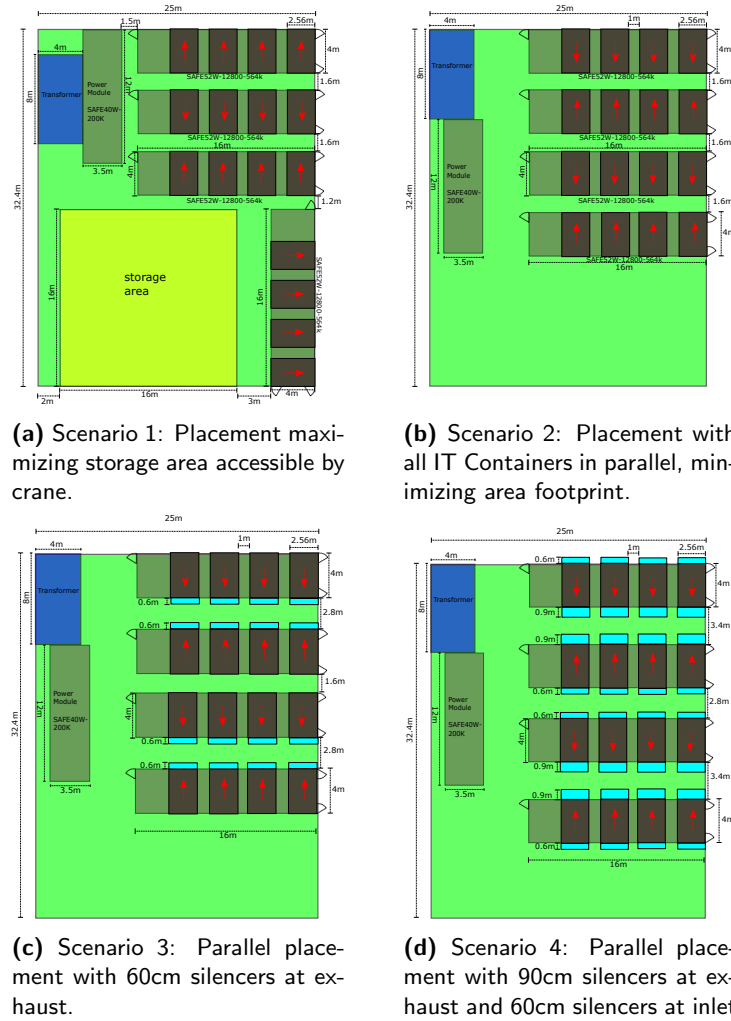 25m
1.5m
2.56m
4m
Transformer
8m
Power
Module
SAFE40W-
200K
12m
3.5m
4m
1.6m
SAFE52W-12800-564k
SAFE52W-12800-564k
1.6m
16m
4m
SAFE52W-12800-564k
1.2m
32.4m
storage
area
16m
16m
16m
SAFE52W-12800-564k
2m
3m
4m
(a) Scenario 1: Placement maxi-
mizing storage area accessible by
crane.
25m
4m
1m
2.56m
Transformer
8m
4m
SAFE52W-12800-564k
1.6m
Power
Module
SAFE40W-
200K
12m
3.5m
SAFE52W-12800-564k
16m
1.6m
4m
1.6m
4m
SAFE52W-12800-564k
16m
32.4m
(b) Scenario 2: Placement with
all IT Containers in parallel, min-
imizing area footprint.
25m
4m
1m
2.56m
Transformer
8m
4m
0.6m
2.8m
0.6m
Power
Module
SAFE40W-
200K
12m
3.5m
1.6m
4m
0.6m
2.8m
0.6m
4m
16m
32.4m
(c) Scenario 3: Parallel place-
ment with 60cm silencers at ex-
haust.
25m
4m
0.6m
1m
2.56m
Transformer
8m
4m
0.9m
3.4m
0.9m
Power
Module
SAFE40W-
200K
12m
3.5m
0.6m
2.8m
0.6m
4m
0.9m
3.4m
0.9m
4m
0.6m
16m
32.4m
(d) Scenario 4: Parallel place-
ment with 90cm silencers at ex-
haust and 60cm silencers at inlet